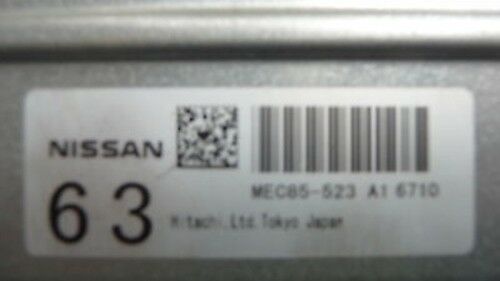 NISSAN
MEC85-523 A1 6710
63
Hitachi,Ltd.Tokyo Japan